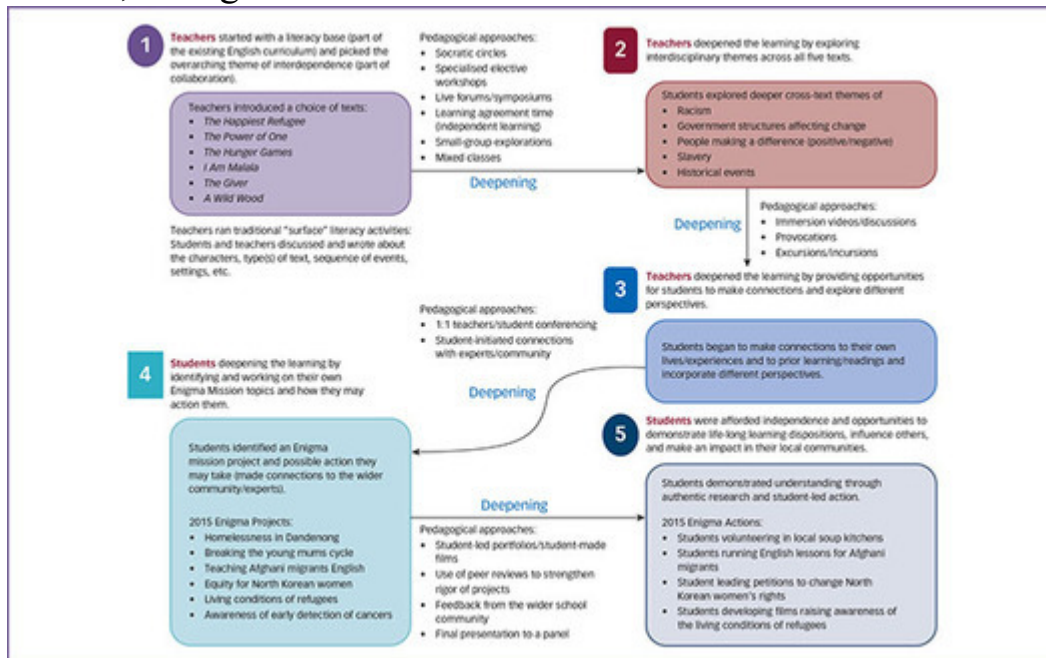 1
Teachers started with a literacy base (part of
the existing English curriculum) and picked the
overarching theme of interdependence (part of
collaboration).
Teachers introduced a choice of texts:
• The Happiest Refugee
• The Power of One
• The Hunger Games
• I Am Malala
• The Giver
• A Wild Wood
Teachers ran traditional "surface" literacy activities:
Students and teachers discussed and wrote about
the characters, type(s) of text, sequence of events,
settings, etc.
Pedagogical approaches:
• Socratic circles
• Specialised elective
workshops
• Live forums/symposiums
• Learning agreement time
(independent learning)
• Small-group explorations
• Mixed classes
Deepening
2
Teachers deepened the learning by exploring
interdisciplinary themes across all five texts.
Students explored deeper cross-text themes of
• Racism
• Government structures affecting change
• People making a difference (positive/negative)
• Slavery
• Historical events
Deepening
Pedagogical approaches:
• Immersion videos/discussions
• Provocations
• Excursions/incursions
3
Teachers deepened the learning by providing opportunities
for students to make connections and explore different
perspectives.
Students began to make connections to their own
lives/experiences and to prior learning/readings and
incorporate different perspectives.
Pedagogical approaches:
• 1:1 teachers/student conferencing
• Student-initiated connections
with experts/community
Deepening
4
Students deepening the learning by
identifying and working on their own
Enigma Mission topics and how they may
action them.
Students identified an Enigma
mission project and possible action they
may take (made connections to the wider
community/experts).
2015 Enigma Projects:
• Homelessness in Dandenong
• Breaking the young mums cycle
• Teaching Afghani migrants English
• Equity for North Korean women
• Living conditions of refugees
• Awareness of early detection of cancers
Deepening
Pedagogical approaches:
• Student-led portfolios/student-made
films
• Use of peer reviews to strengthen
rigor of projects
• Feedback from the wider school
community
• Final presentation to a panel
5
Students were afforded independence and opportunities to
demonstrate life-long learning dispositions, influence others,
and make an impact in their local communities.
Students demonstrated understanding through
authentic research and student-led action.
2015 Enigma Actions:
• Students volunteering in local soup kitchens
• Students running English lessons for Afghani
migrants
• Student leading petitions to change North
Korean women's rights
• Students developing films raising awareness of
the living conditions of refugees